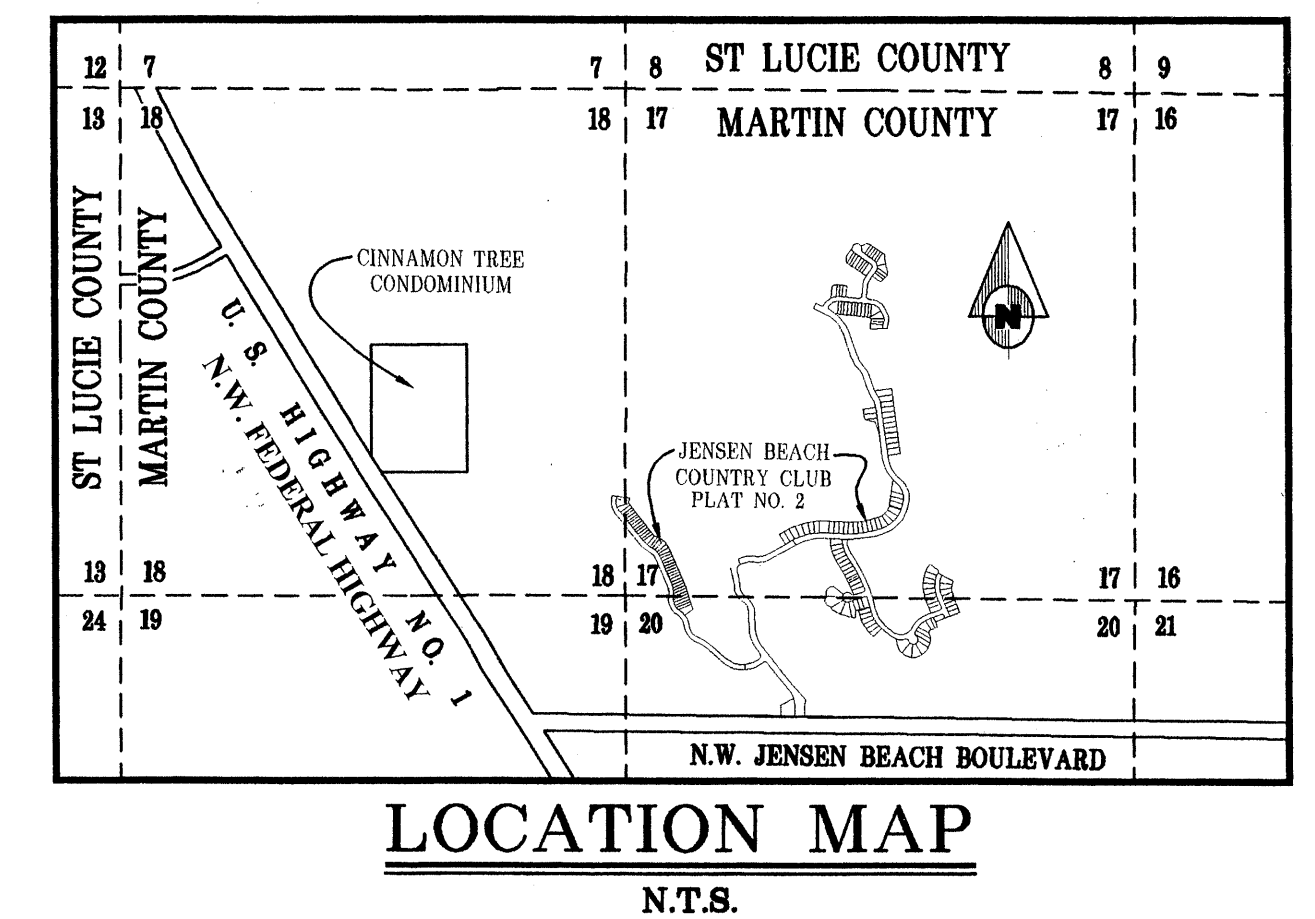 12 7 7 8 ST LUCIE COUNTY 8 9
13 18 18 17 MARTIN COUNTY 17 16
ST LUCIE COUNTY
MARTIN COUNTY
CINNAMON TREE
CONDOMINIUM
U. S. HIGHWAY NO. 1
N.W. FEDERAL HIGHWAY
N
JENSEN BEACH
COUNTRY CLUB
PLAT NO. 2
13 18 18 17 17 16
24 19 19 20 20 21
N.W. JENSEN BEACH BOULEVARD
LOCATION MAP
N.T.S.